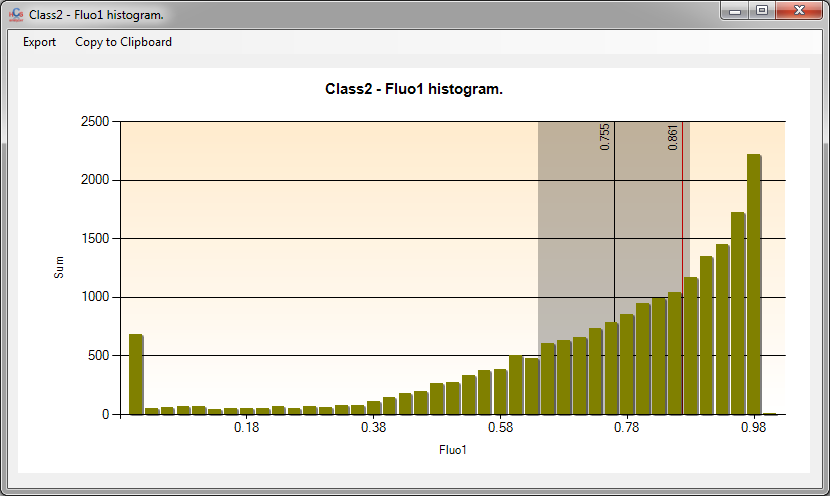 Class2 - Fluo1 histogram.
Export Copy to Clipboard
Class2 - Fluo1 histogram.
2500
2000
1500
1000
500
0
Sum
0.755
0.861
0.18 0.38 0.58 0.78 0.98
Fluo1